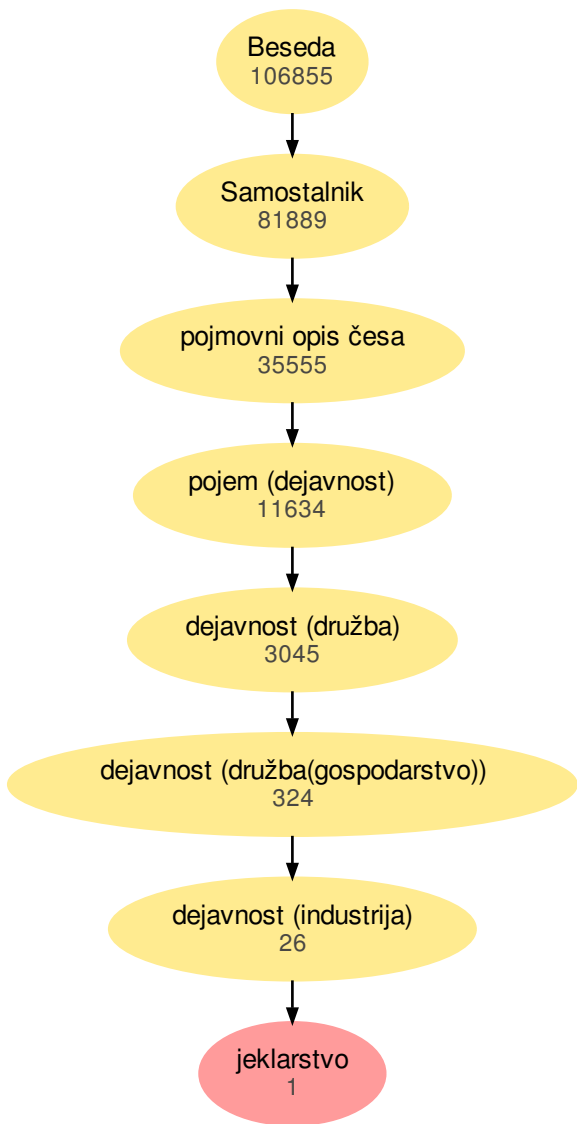 Beseda
106855
Samostalnik
81889
pojmovni opis česa
35555
pojem (dejavnost)
11634
dejavnost (družba)
3045
dejavnost (družba(gospodarstvo))
324
dejavnost (industrija)
26
jeklarstvo
1